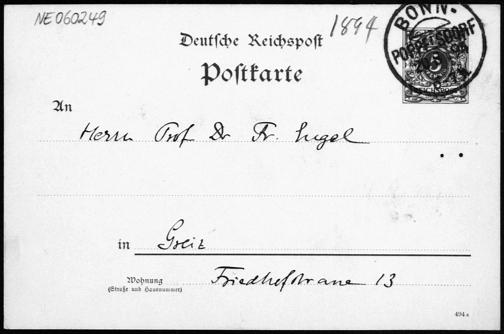 NE060249
1894
BONN-
POPPELSDORF
Deutsche Reichspost
Postkarte
An
Herrn Prof Dr Fr. Engel
in Greiz
Wohnung
(Straße und Hausnummer)
Friedhofstrasse 13
494 a